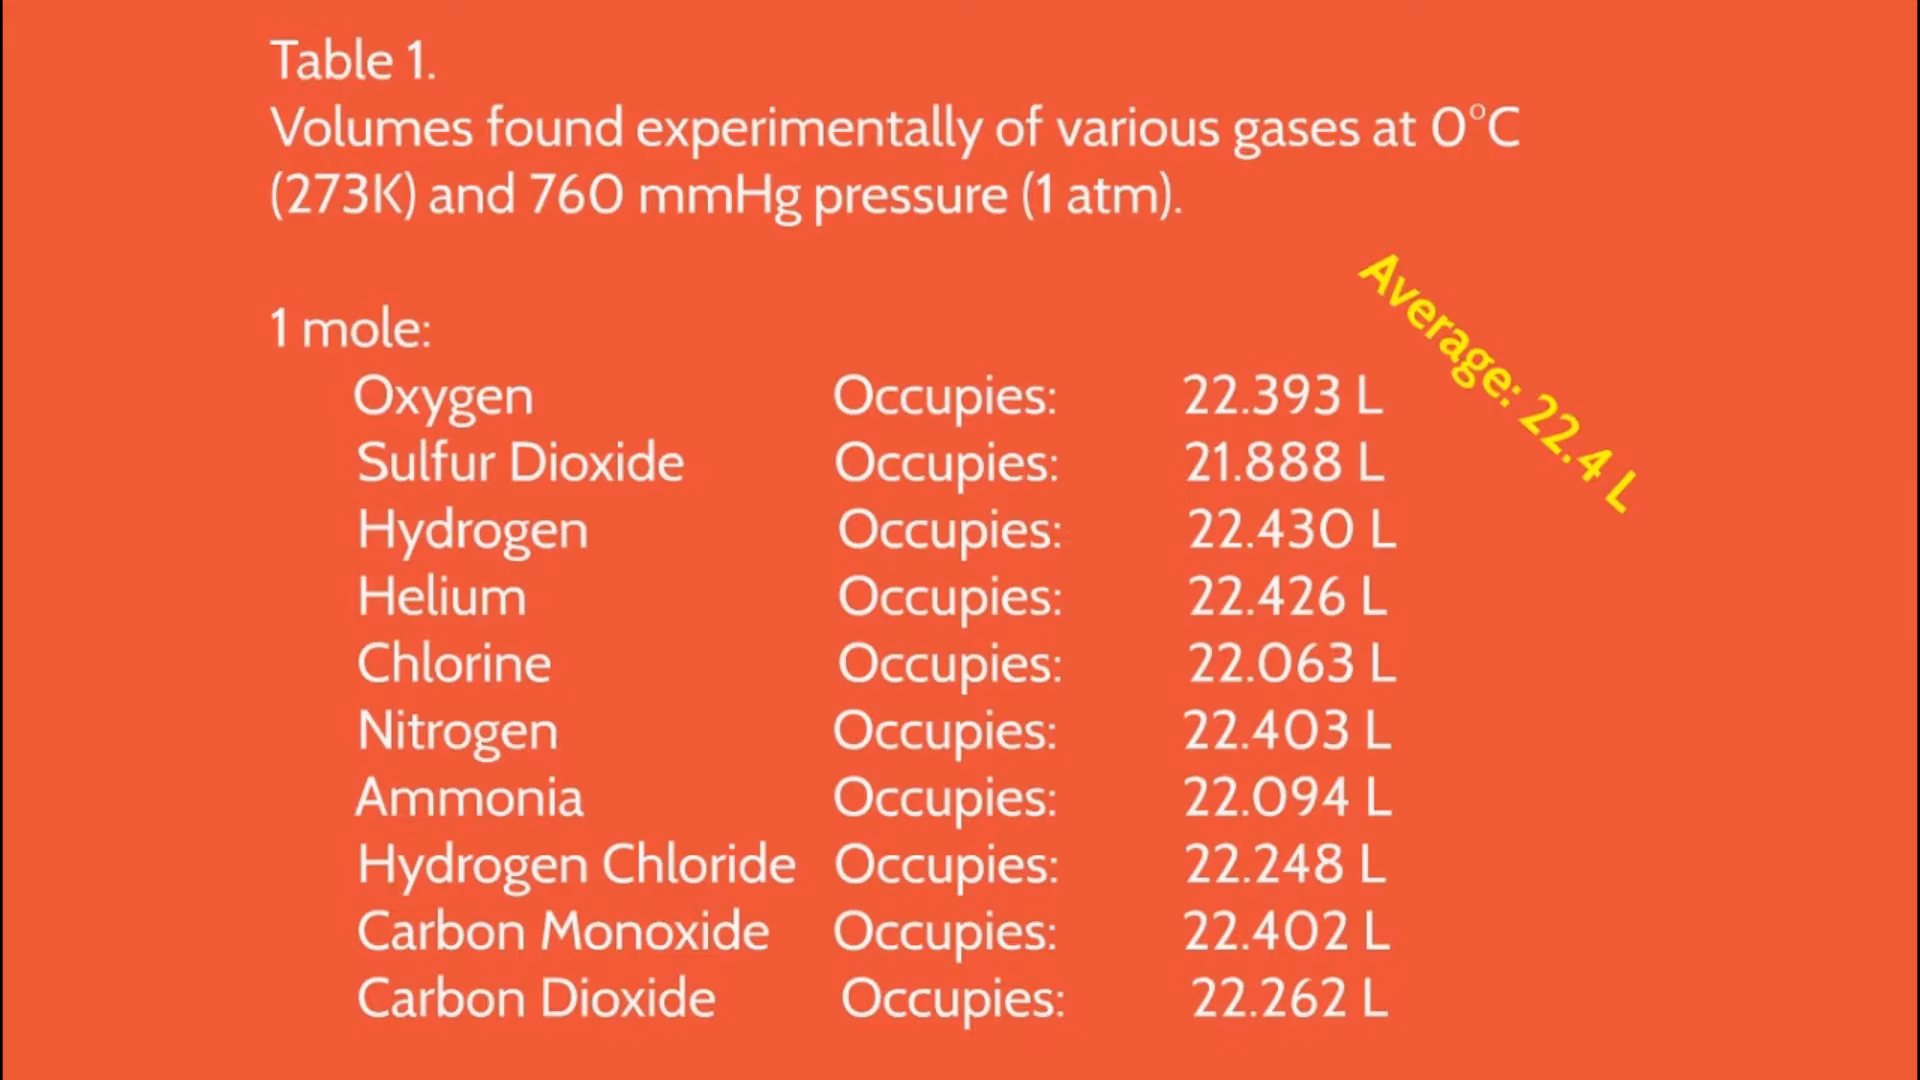 Table 1.
Volumes found experimentally of various gases at 0°C
(273K) and 760 mmHg pressure (1 atm).
Average: 22.4 L
1 mole:
Oxygen Occupies: 22.393 L
Sulfur Dioxide Occupies: 21.888 L
Hydrogen Occupies: 22.430 L
Helium Occupies: 22.426 L
Chlorine Occupies: 22.063 L
Nitrogen Occupies: 22.403 L
Ammonia Occupies: 22.094 L
Hydrogen Chloride Occupies: 22.248 L
Carbon Monoxide Occupies: 22.402 L
Carbon Dioxide Occupies: 22.262 L